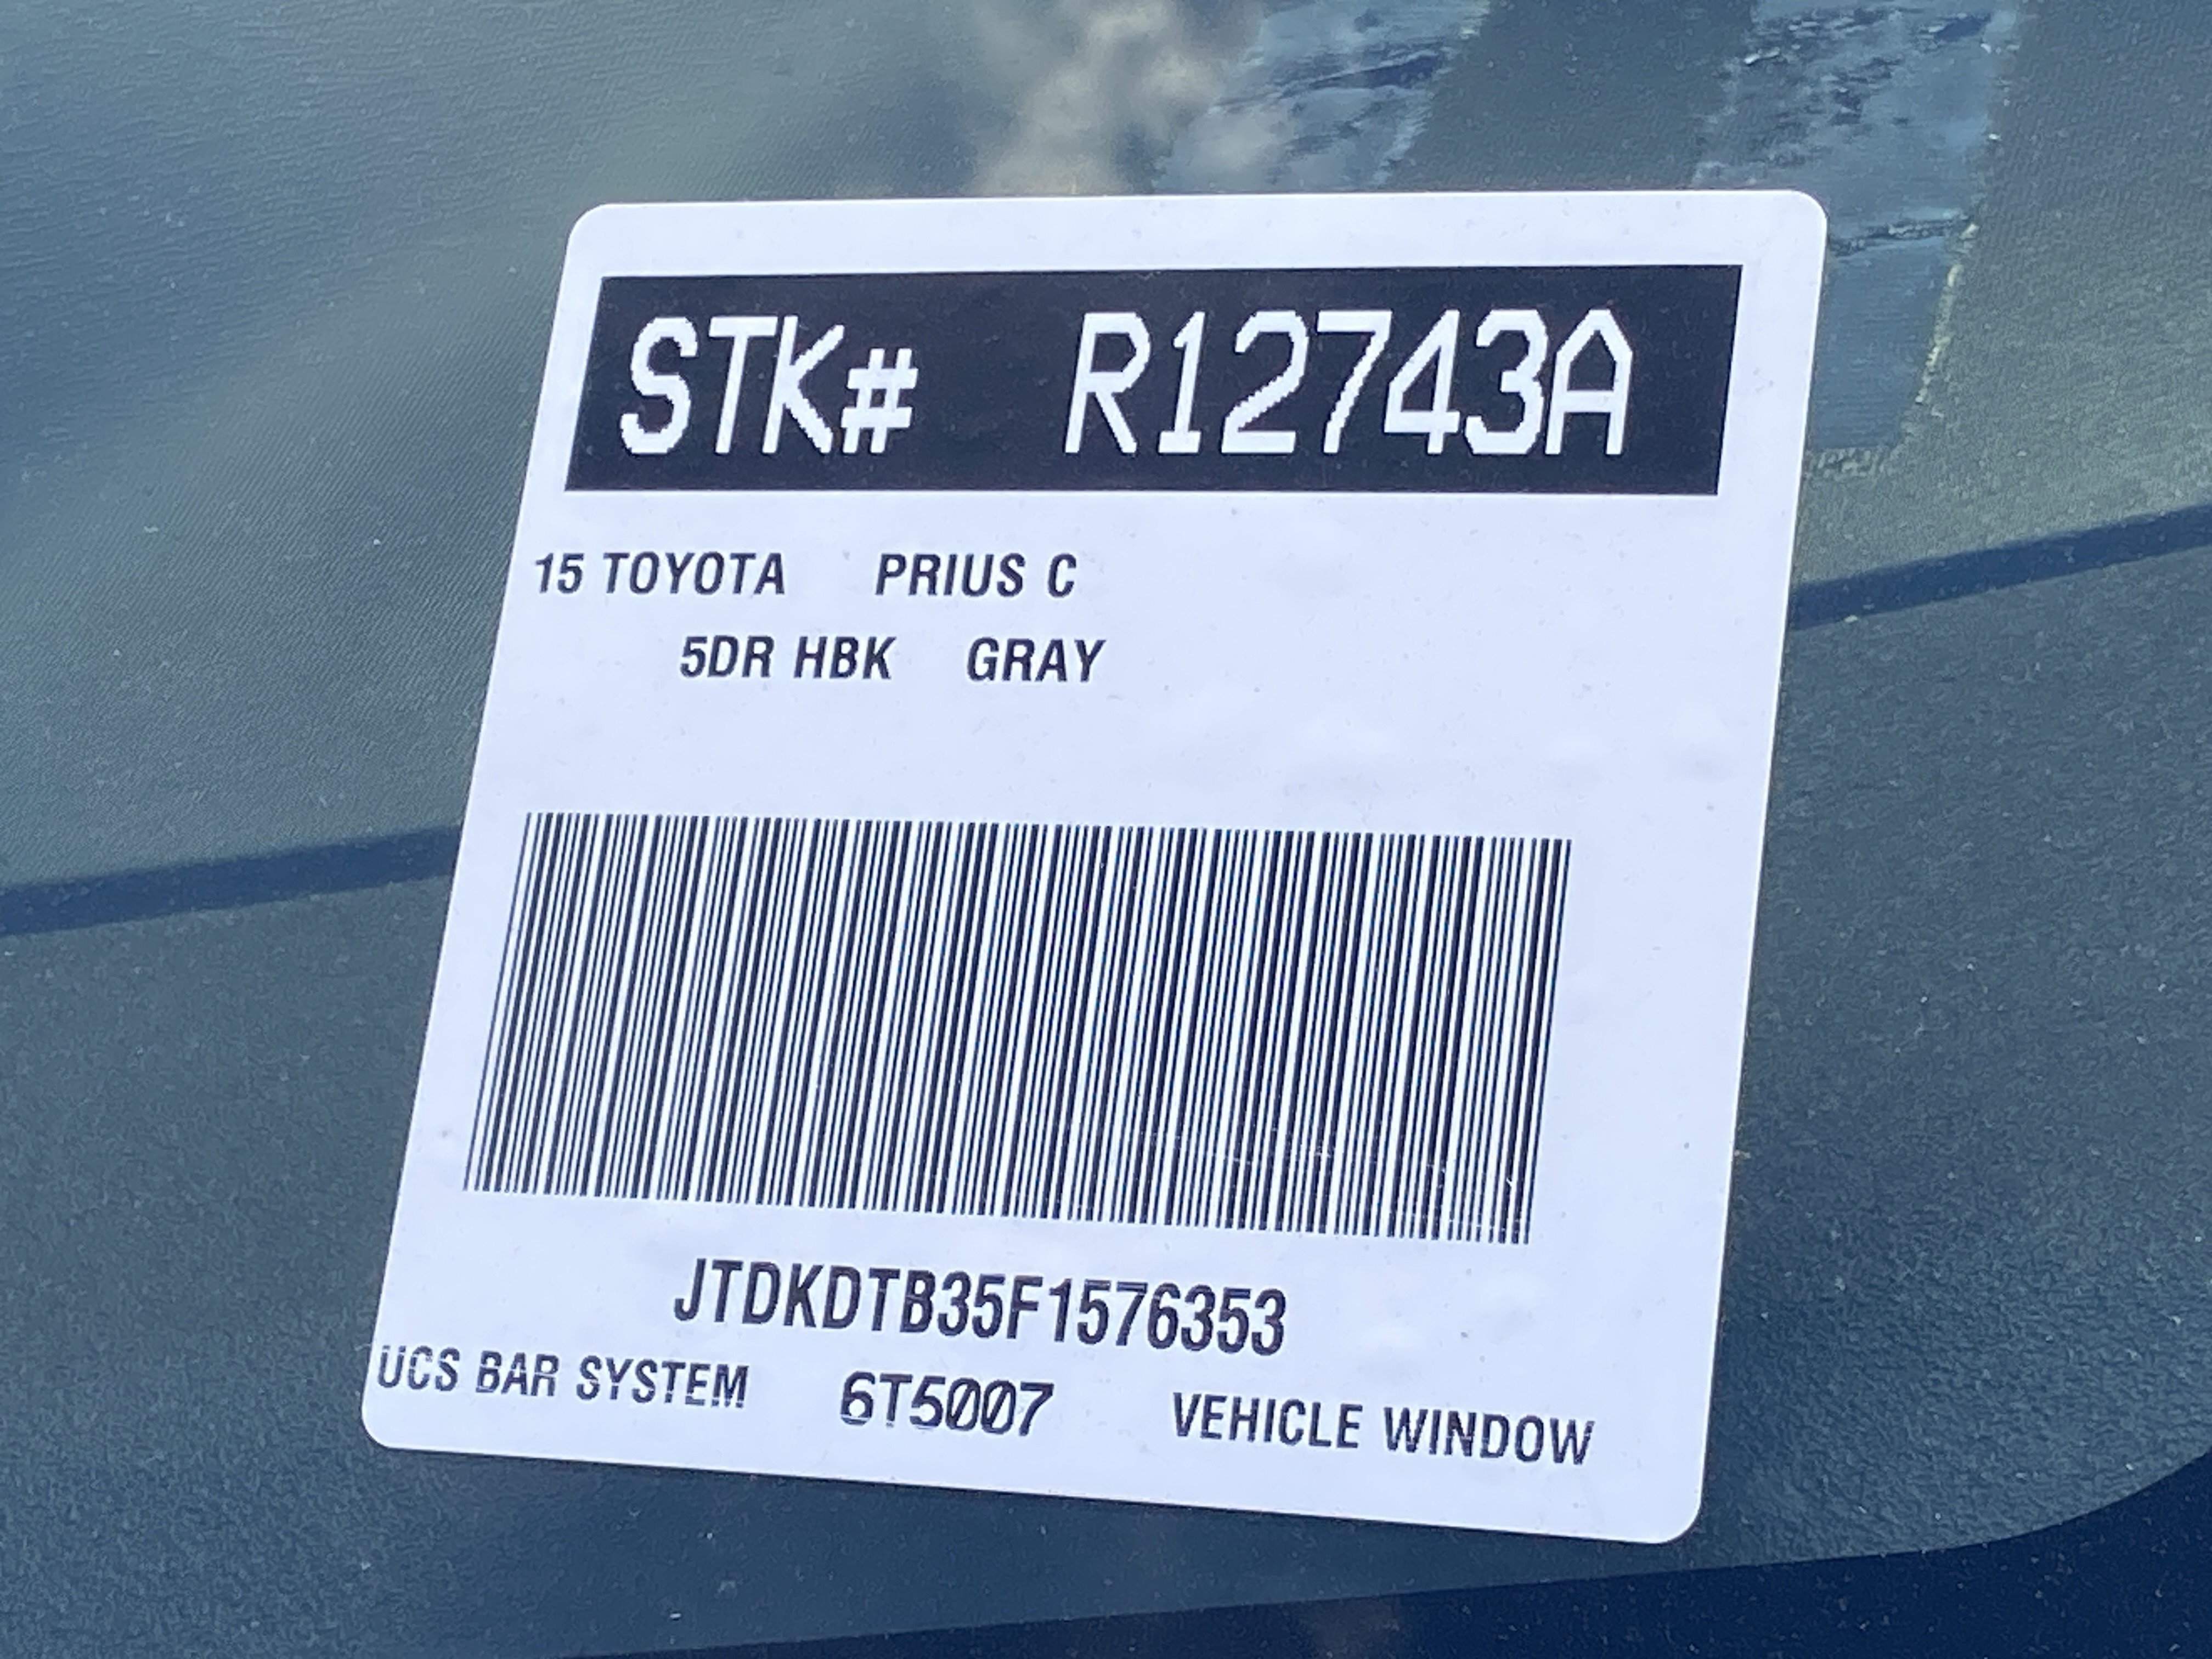 STK# R12743A
15 TOYOTA PRIUS C
5DR HBK GRAY
JTDKDTB35F1576353
UCS BAR SYSTEM 6T5007 VEHICLE WINDOW